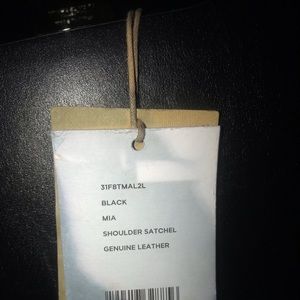 31F8TMAL2L
BLACK
MIA
SHOULDER SATCHEL
GENUINE LEATHER